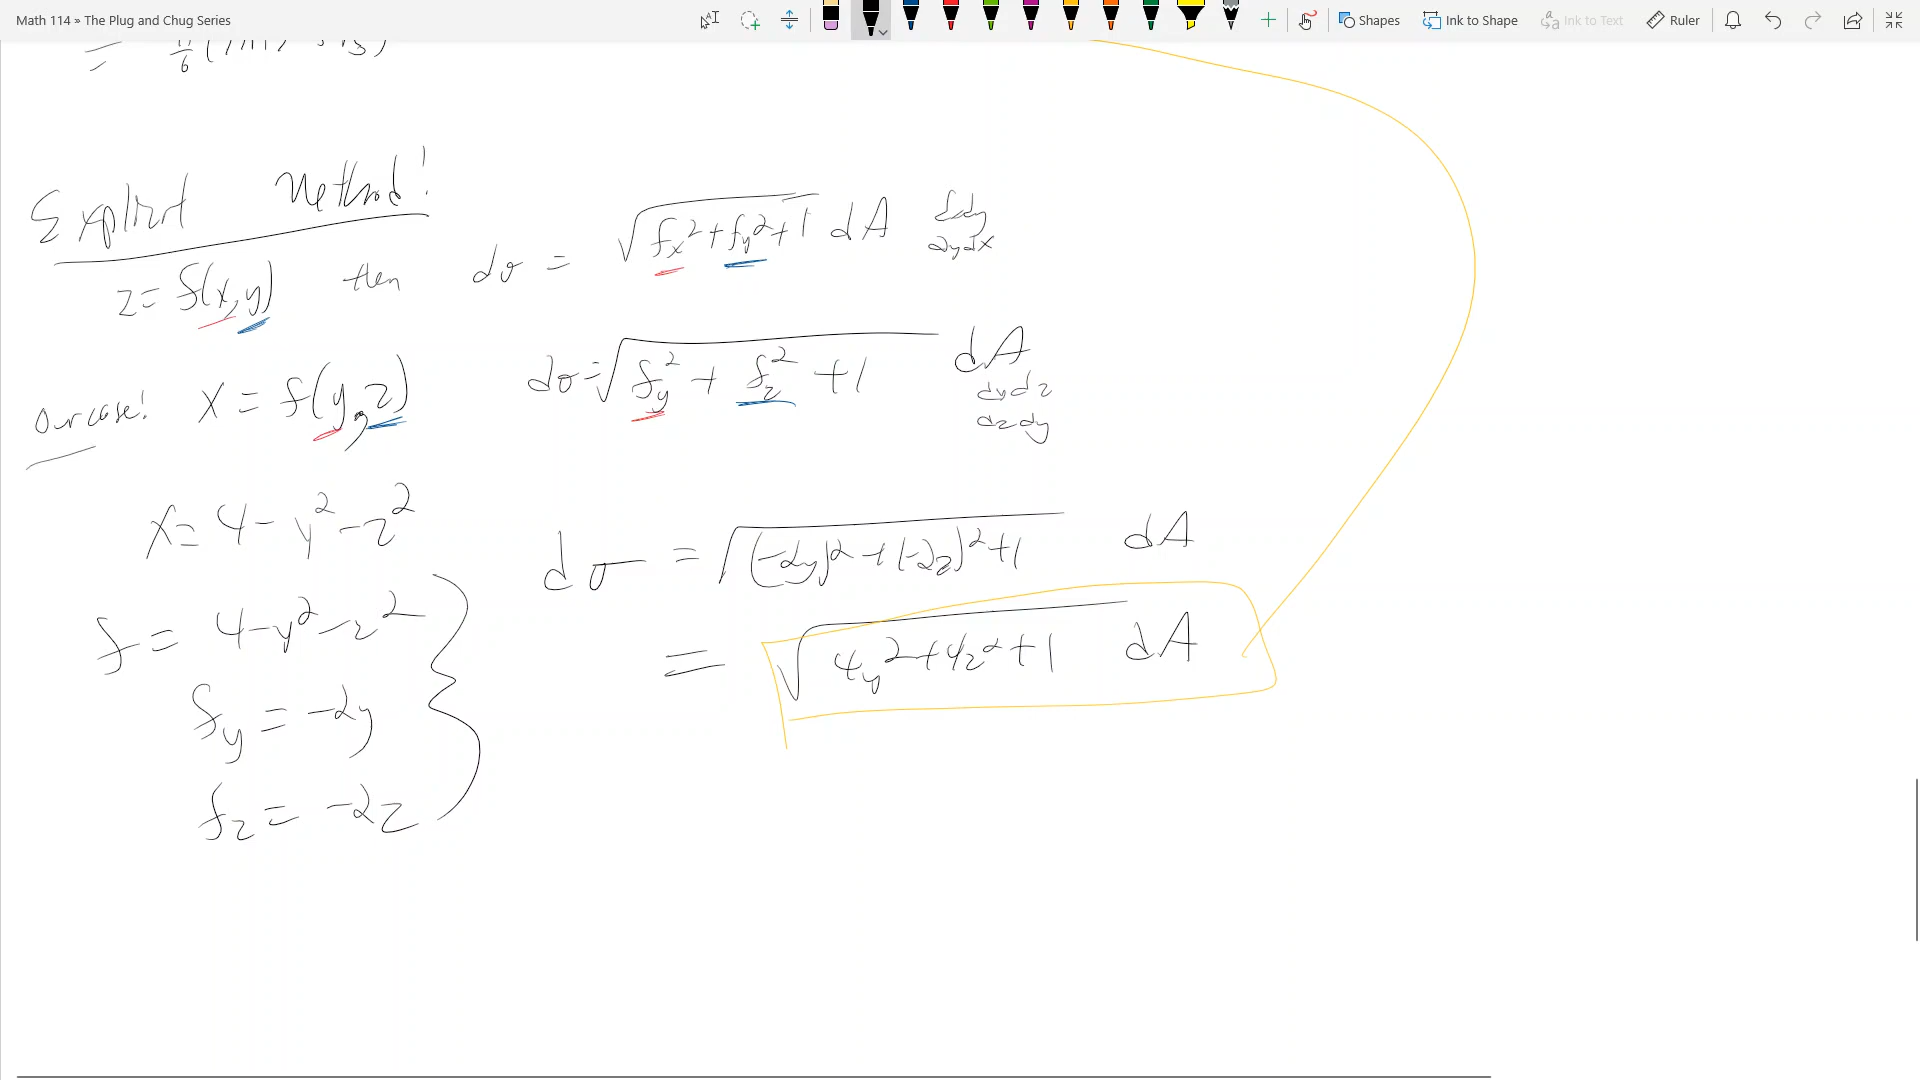 Math 114 » The Plug and Chug Series
Shapes
Ink to Shape
Ink to Text
Ruler
Explicit Method!
z = f(x,y) then dσ = √(fx² + fy² + 1) dA
dxdy
dydx
Our case! x = f(y,z) dσ = √(fy² + fz² + 1) dA
dydz
dzdy
x = 4 - y² - z²
dσ = √((-2y)² + (-2z)² + 1) dA
f = 4 - y² - z²
= √(4y² + 4z² + 1) dA
fy = -2y
fz = -2z